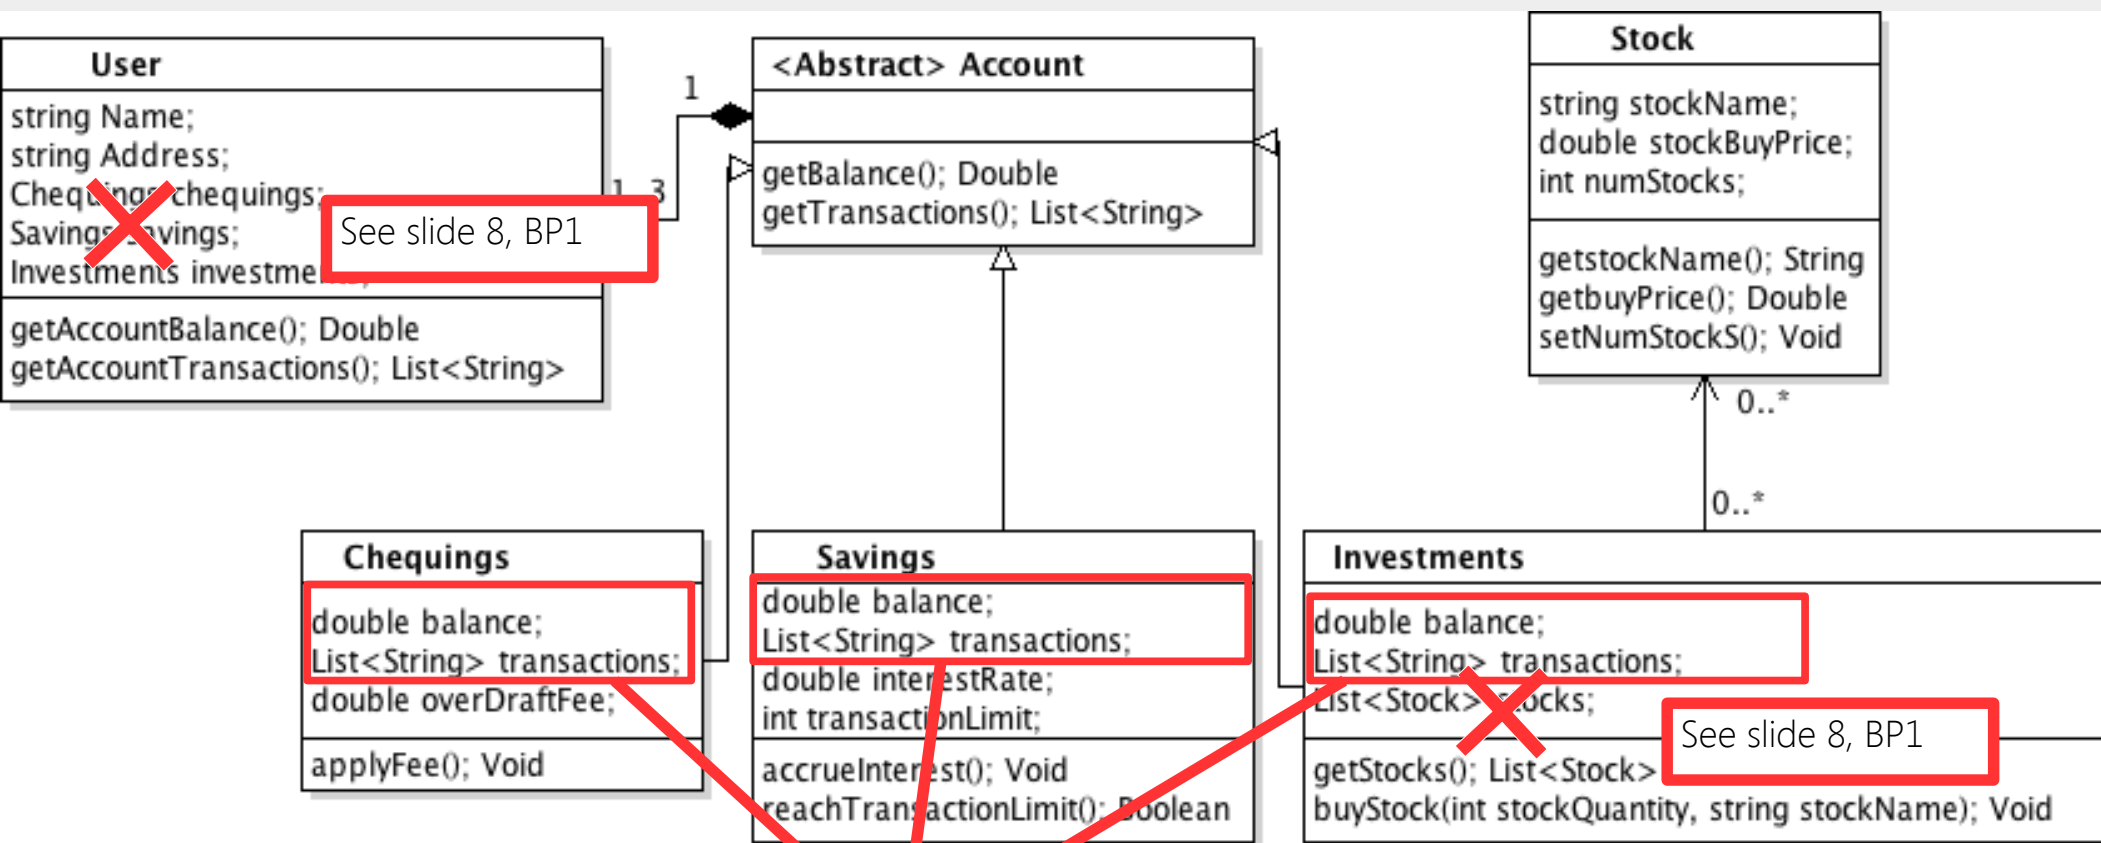 User
string Name;
string Address;
Chequings chequings;
Savings savings;
Investments
See slide 8, BP1
getAccountBalance(); Double
getAccountTransactions(); List<String>
1
3
<Abstract> Account
getBalance(); Double
getTransactions(); List<String>
Stock
string stockName;
double stockBuyPrice;
int numStocks;
getstockName(); String
getbuyPrice(); Double
setNumStockS(); Void
0..*
0..*
Chequings
double balance;
List<String> transactions;
double overDraftFee;
applyFee(); Void
Savings
double balance;
List<String> transactions;
double interestRate;
int transactionLimit;
accrueInterest(); Void
reachTransactionLimit(); Boolean
Investments
double balance;
List<String> transactions;
List<Stock> stocks;
See slide 8, BP1
getStocks(); List<Stock>
buyStock(int stockQuantity, string stockName); Void